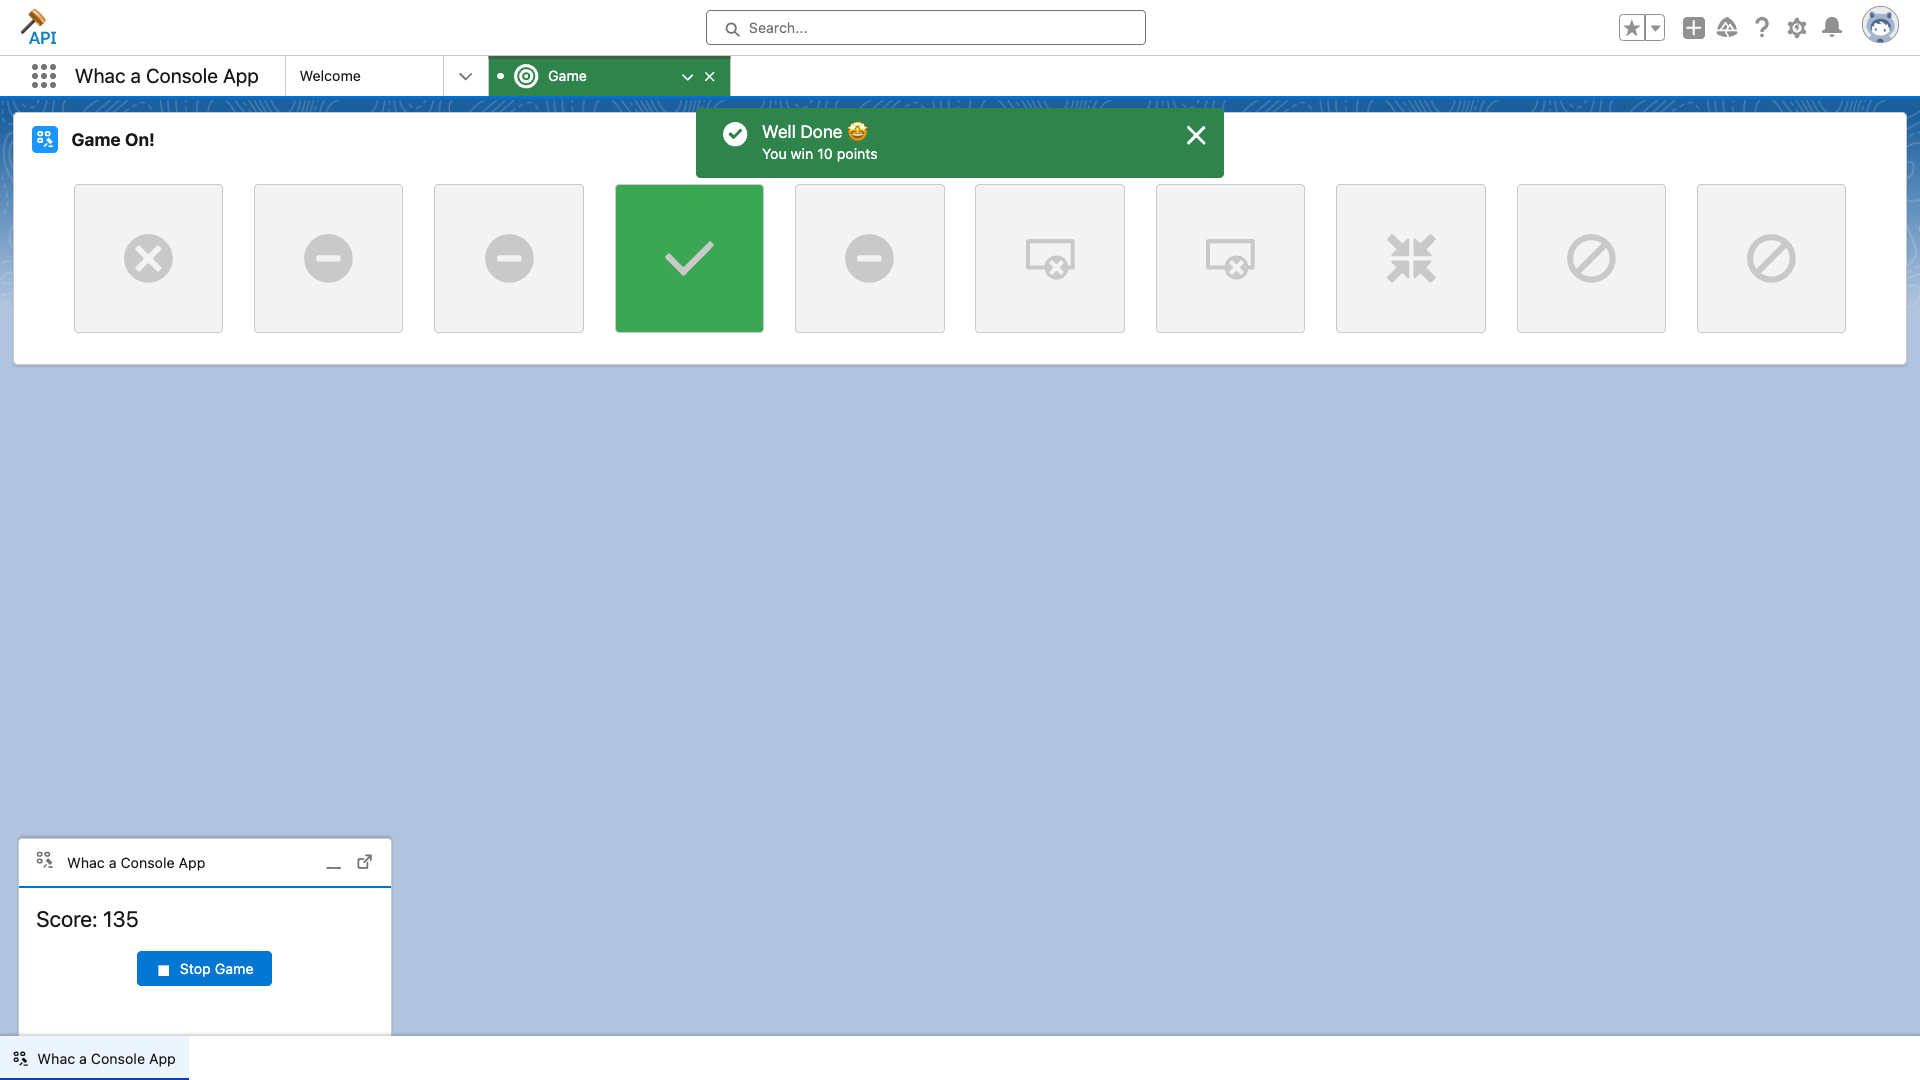 API
Search...
Whac a Console App
Welcome
Game
Well Done 🤩
You win 10 points
Game On!
Whac a Console App
Score: 135
Stop Game
Whac a Console App